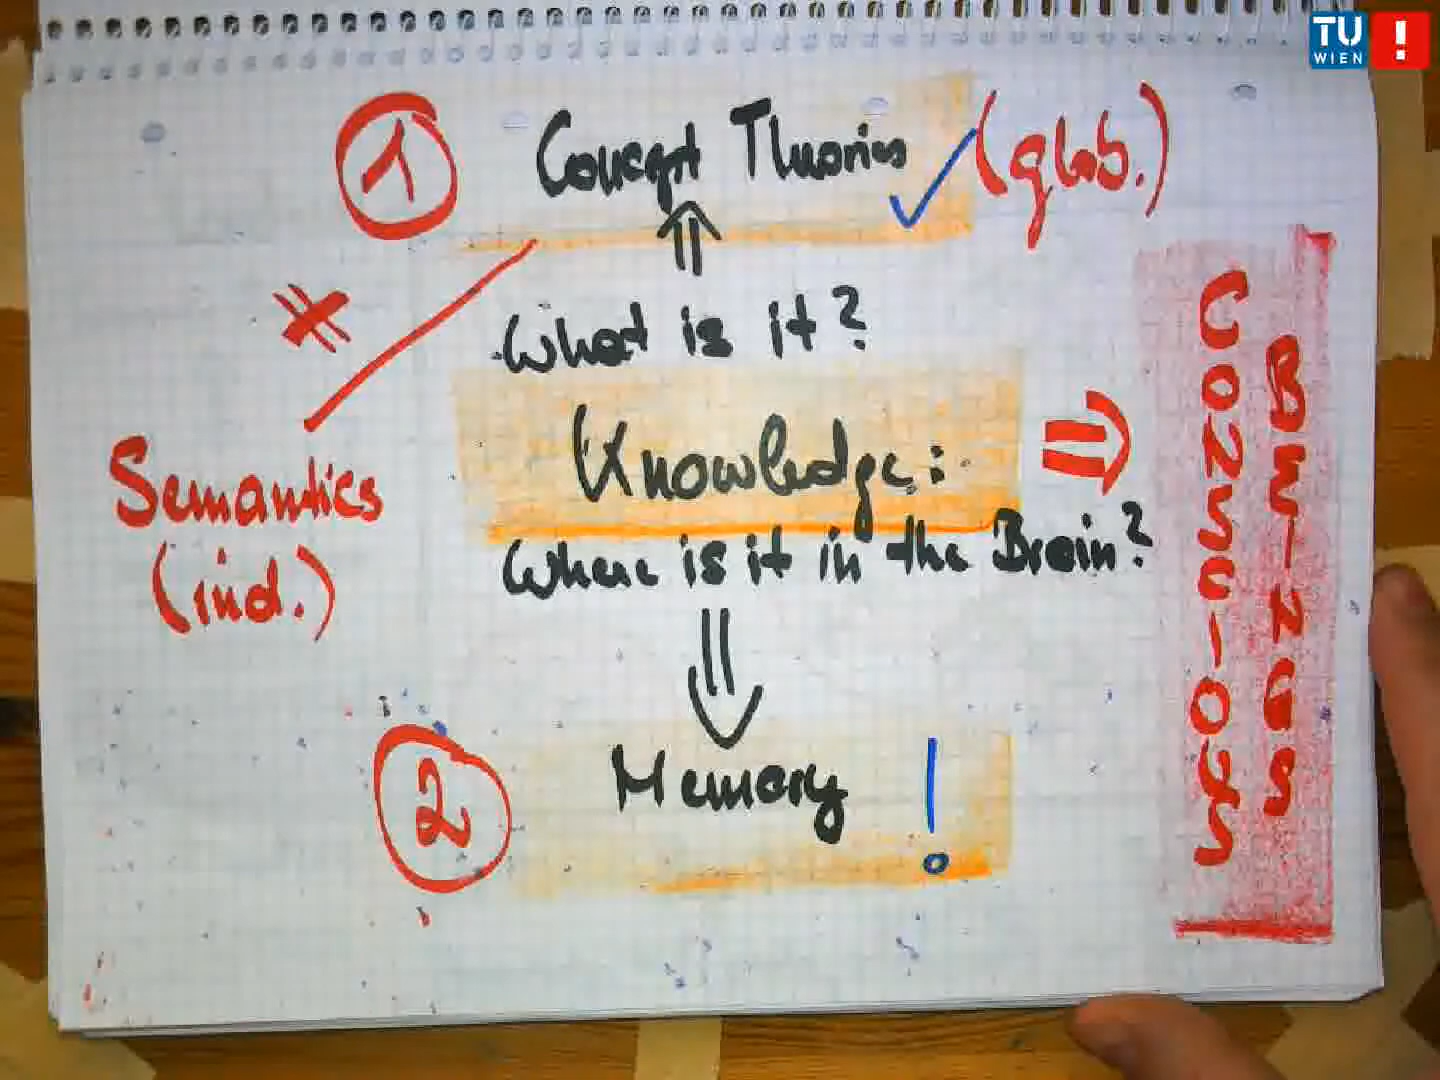 TU
WIEN
!
1
Concept Theories ✓ (glob.)
⇑
What is it?
≠
Knowledge: ⇒
Semantics
(ind.)
Where is it in the Brain?
⇓
2
Memory !
CONSCIOUS
BEINGS